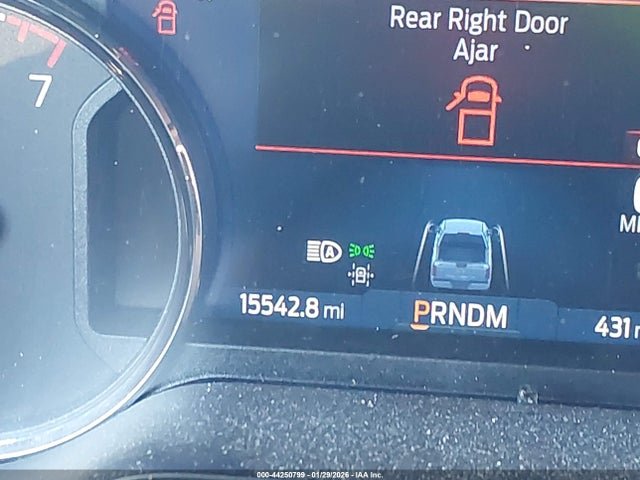 Rear Right Door
Ajar
7
A
15542.8 mi
PRNDM
431
000-44250799 - 01/29/2026 - IAA Inc.